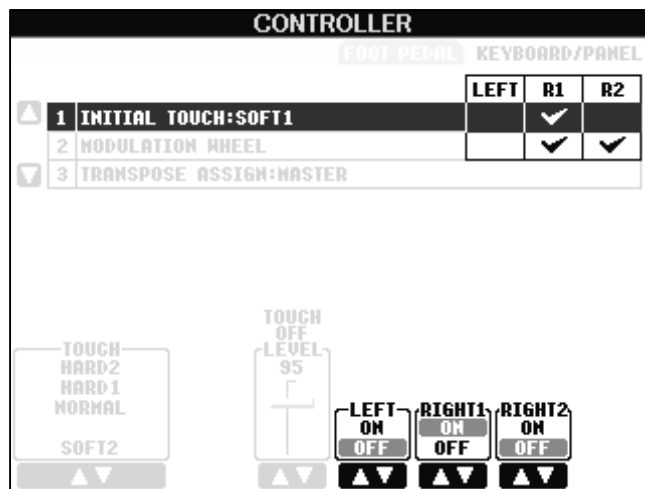 CONTROLLER
FOOT PEDAL KEYBOARD/PANEL
LEFT R1 R2
1 INITIAL TOUCH:SOFT1
2 MODULATION WHEEL
3 TRANSPOSE ASSIGN:MASTER
TOUCH
HARD2
HARD1
NORMAL
SOFT2
TOUCH
OFF
LEVEL
95
LEFT
ON
OFF
RIGHT1
ON
OFF
RIGHT2
ON
OFF